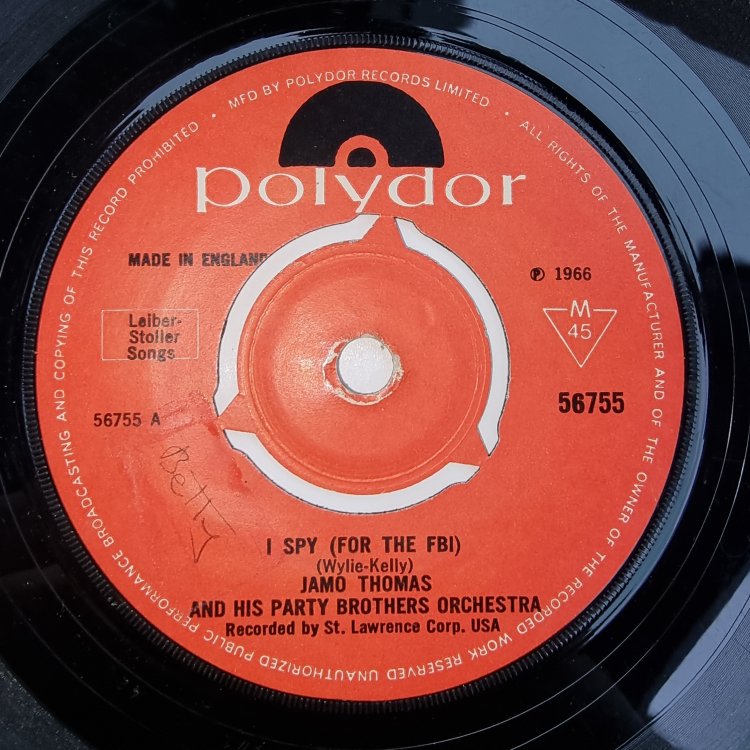 MFD BY POLYDOR RECORDS LIMITED • ALL RIGHTS OF THE MANUFACTURER AND OF THE OWNER OF THE RECORDED WORK RESERVED UNAUTHORIZED PUBLIC PERFORMANCE BROADCASTING AND COPYING OF THIS RECORD PROHIBITED •
polydor
MADE IN ENGLAND
℗ 1966
Leiber-
Stoller
Songs
M
45
56755
56755 A
Betty
I SPY (FOR THE FBI)
(Wylie-Kelly)
JAMO THOMAS
AND HIS PARTY BROTHERS ORCHESTRA
Recorded by St. Lawrence Corp. USA